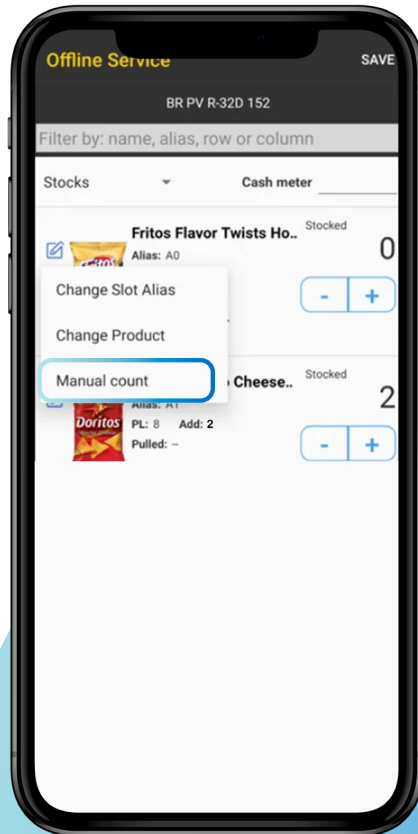 Offline Service
SAVE
BR PV R-32D 152
Filter by: name, alias, row or column
Stocks
Cash meter
Fritos Flavor Twists Ho..
Stocked
0
Alias: A0
Fritos
- +
Change Slot Alias
Change Product
Manual count
Cheese..
Stocked
2
Alias: A1
Doritos
PL: 8 Add: 2
Pulled: –
- +